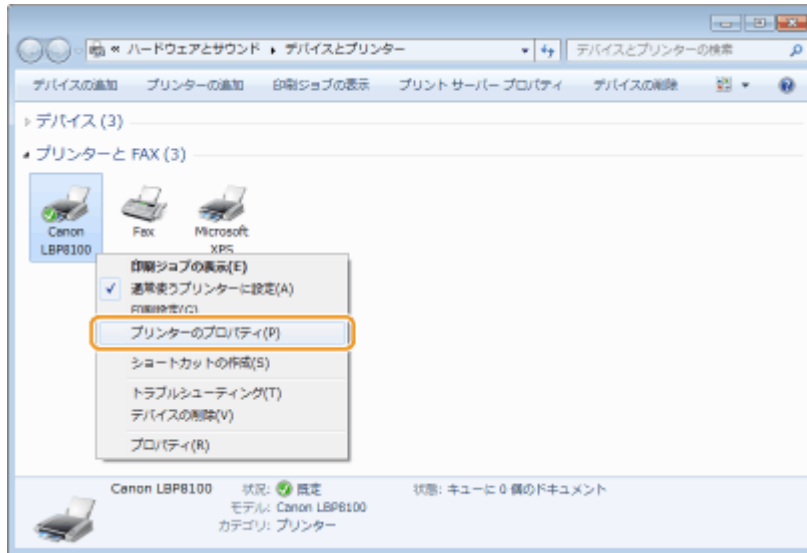 « ハードウェアとサウンド ▸ デバイスとプリンター
デバイスとプリンターの検索
デバイスの追加 プリンターの追加 印刷ジョブの表示 プリント サーバー プロパティ デバイスの削除
デバイス (3)
プリンターと FAX (3)
Canon LBP8100
Fax
Microsoft XPS
印刷ジョブの表示(E)
通常使うプリンターに設定(A)
印刷設定(G)
プリンターのプロパティ(P)
ショートカットの作成(S)
トラブルシューティング(T)
デバイスの削除(V)
プロパティ(R)
Canon LBP8100 状況: 既定 状態: キューに 0 個のドキュメント
モデル: Canon LBP8100
カテゴリ: プリンター